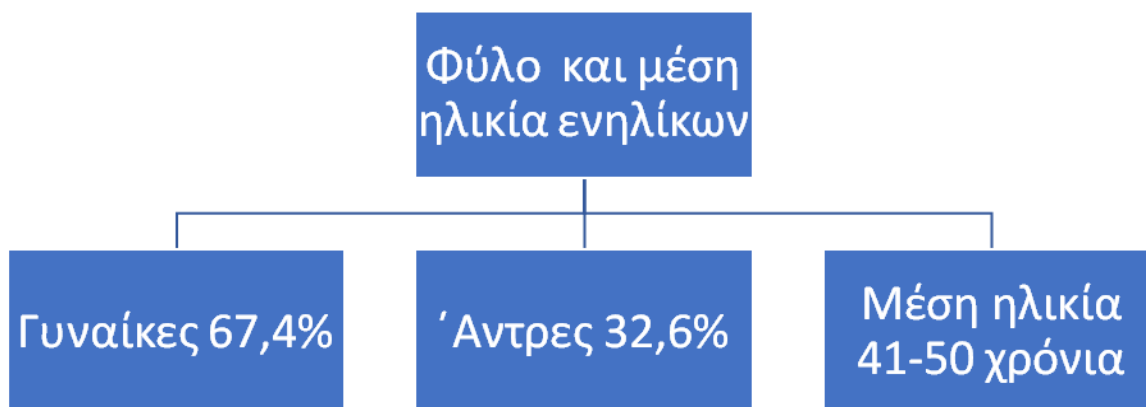 Φύλο και μέση
ηλικία ενηλίκων
Γυναίκες 67,4%
΄Αντρες 32,6%
Μέση ηλικία
41-50 χρόνια